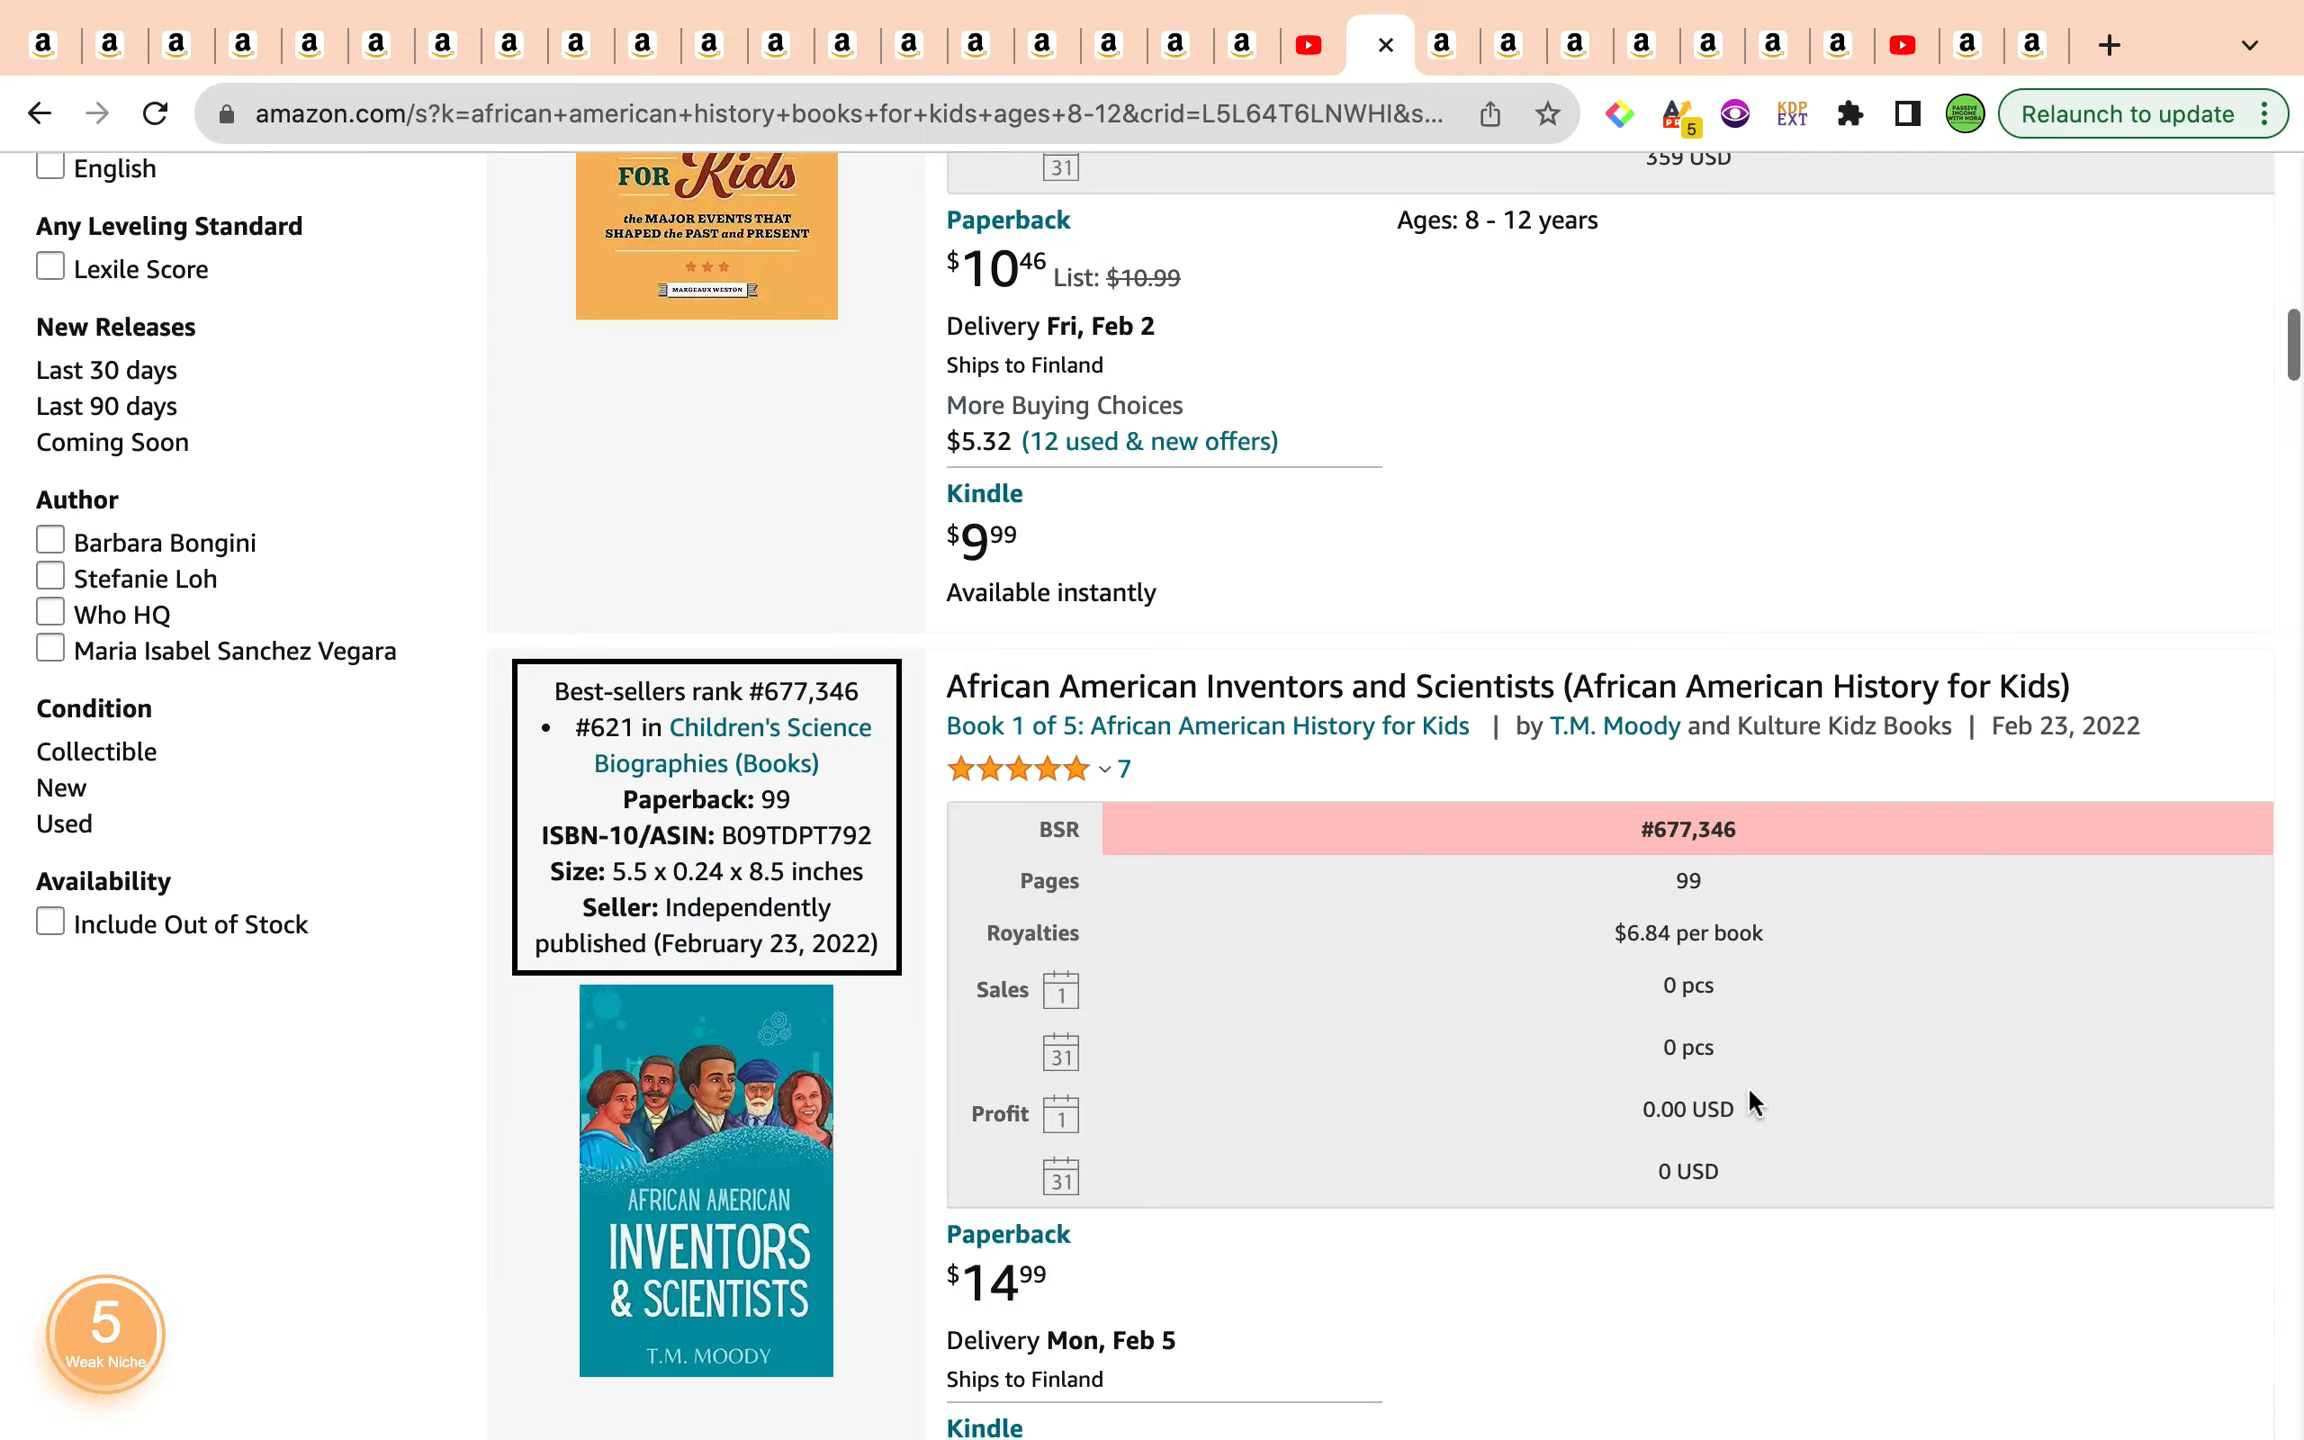 amazon.com/s?k=african+american+history+books+for+kids+ages+8-12&crid=L5L64T6LNWHI&s...
5
KDP
EXT
Relaunch to update
English
Any Leveling Standard
Lexile Score
New Releases
Last 30 days
Last 90 days
Coming Soon
Author
Barbara Bongini
Stefanie Loh
Who HQ
Maria Isabel Sanchez Vegara
Condition
Collectible
New
Used
Availability
Include Out of Stock
5
Weak Niche
FOR Kids
the MAJOR EVENTS THAT
SHAPED the PAST and PRESENT
MARGEAUX WESTON
31
359 USD
Paperback
Ages: 8 - 12 years
$10 46 List: $10.99
Delivery Fri, Feb 2
Ships to Finland
More Buying Choices
$5.32 (12 used & new offers)
Kindle
$9 99
Available instantly
Best-sellers rank #677,346
• #621 in Children's Science
Biographies (Books)
Paperback: 99
ISBN-10/ASIN: B09TDPT792
Size: 5.5 x 0.24 x 8.5 inches
Seller: Independently
published (February 23, 2022)
AFRICAN AMERICAN
INVENTORS
& SCIENTISTS
T.M. MOODY
African American Inventors and Scientists (African American History for Kids)
Book 1 of 5: African American History for Kids | by T.M. Moody and Kulture Kidz Books | Feb 23, 2022
7
BSR #677,346
Pages 99
Royalties $6.84 per book
Sales 1 0 pcs
31 0 pcs
Profit 1 0.00 USD
31 0 USD
Paperback
$14 99
Delivery Mon, Feb 5
Ships to Finland
Kindle